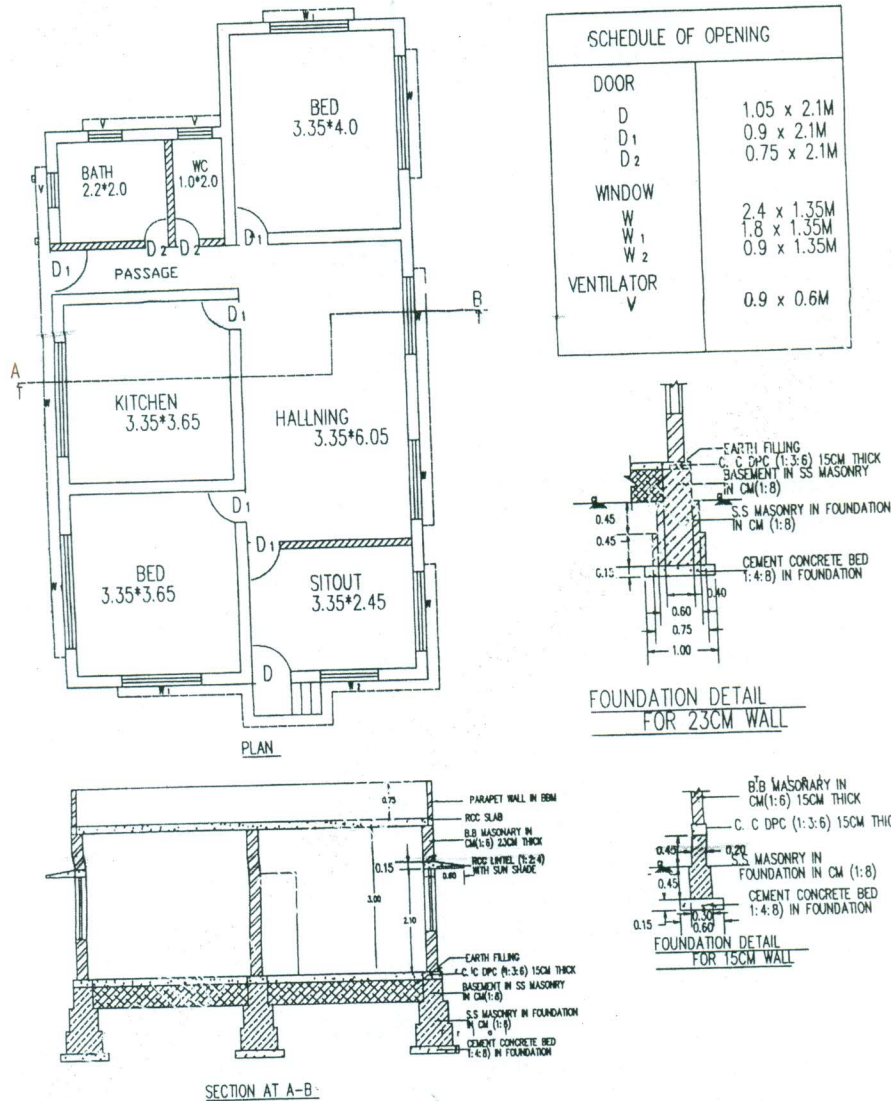 W1
BED
3.35*4.0
W
V
V
BATH
2.2*2.0
WC
1.0*2.0
V
D2
D2
D1
D1
PASSAGE
D1
B
W
A
W
KITCHEN
3.35*3.65
HALLNING
3.35*6.05
W
D1
D1
BED
3.35*3.65
SITOUT
3.35*2.45
W
W
D
W1
W2
PLAN
SCHEDULE OF OPENING
DOOR
D 1.05 x 2.1M
D1 0.9 x 2.1M
D2 0.75 x 2.1M
WINDOW
W 2.4 x 1.35M
W1 1.8 x 1.35M
W2 0.9 x 1.35M
VENTILATOR
V 0.9 x 0.6M
EARTH FILLING
C. C DPC (1:3:6) 15CM THICK
BASEMENT IN SS MASONRY
IN CM(1:8)
S.S MASONRY IN FOUNDATION
IN CM (1:8)
CEMENT CONCRETE BED
1:4:8) IN FOUNDATION
0.45
0.45
0.15
0.40
0.60
0.75
1.00
FOUNDATION DETAIL
FOR 23CM WALL
0.75
PARAPET WALL IN BBM
RCC SLAB
B.B MASONARY IN
CM(1:6) 23CM THICK
RCC LINTEL (1:2:4)
WITH SUN SHADE
0.15
0.60
3.00
2.10
EARTH FILLING
C. C DPC (1:3:6) 15CM THICK
BASEMENT IN SS MASONRY
IN CM(1:8)
S.S MASONRY IN FOUNDATION
IN CM (1:8)
CEMENT CONCRETE BED
1:4:8) IN FOUNDATION
SECTION AT A-B
B.B MASONARY IN
CM(1:6) 15CM THICK
C. C DPC (1:3:6) 15CM THIC
0.45
0.20
S.S MASONRY IN
FOUNDATION IN CM (1:8)
0.45
CEMENT CONCRETE BED
1:4:8) IN FOUNDATION
0.15
0.30
0.60
FOUNDATION DETAIL
FOR 15CM WALL